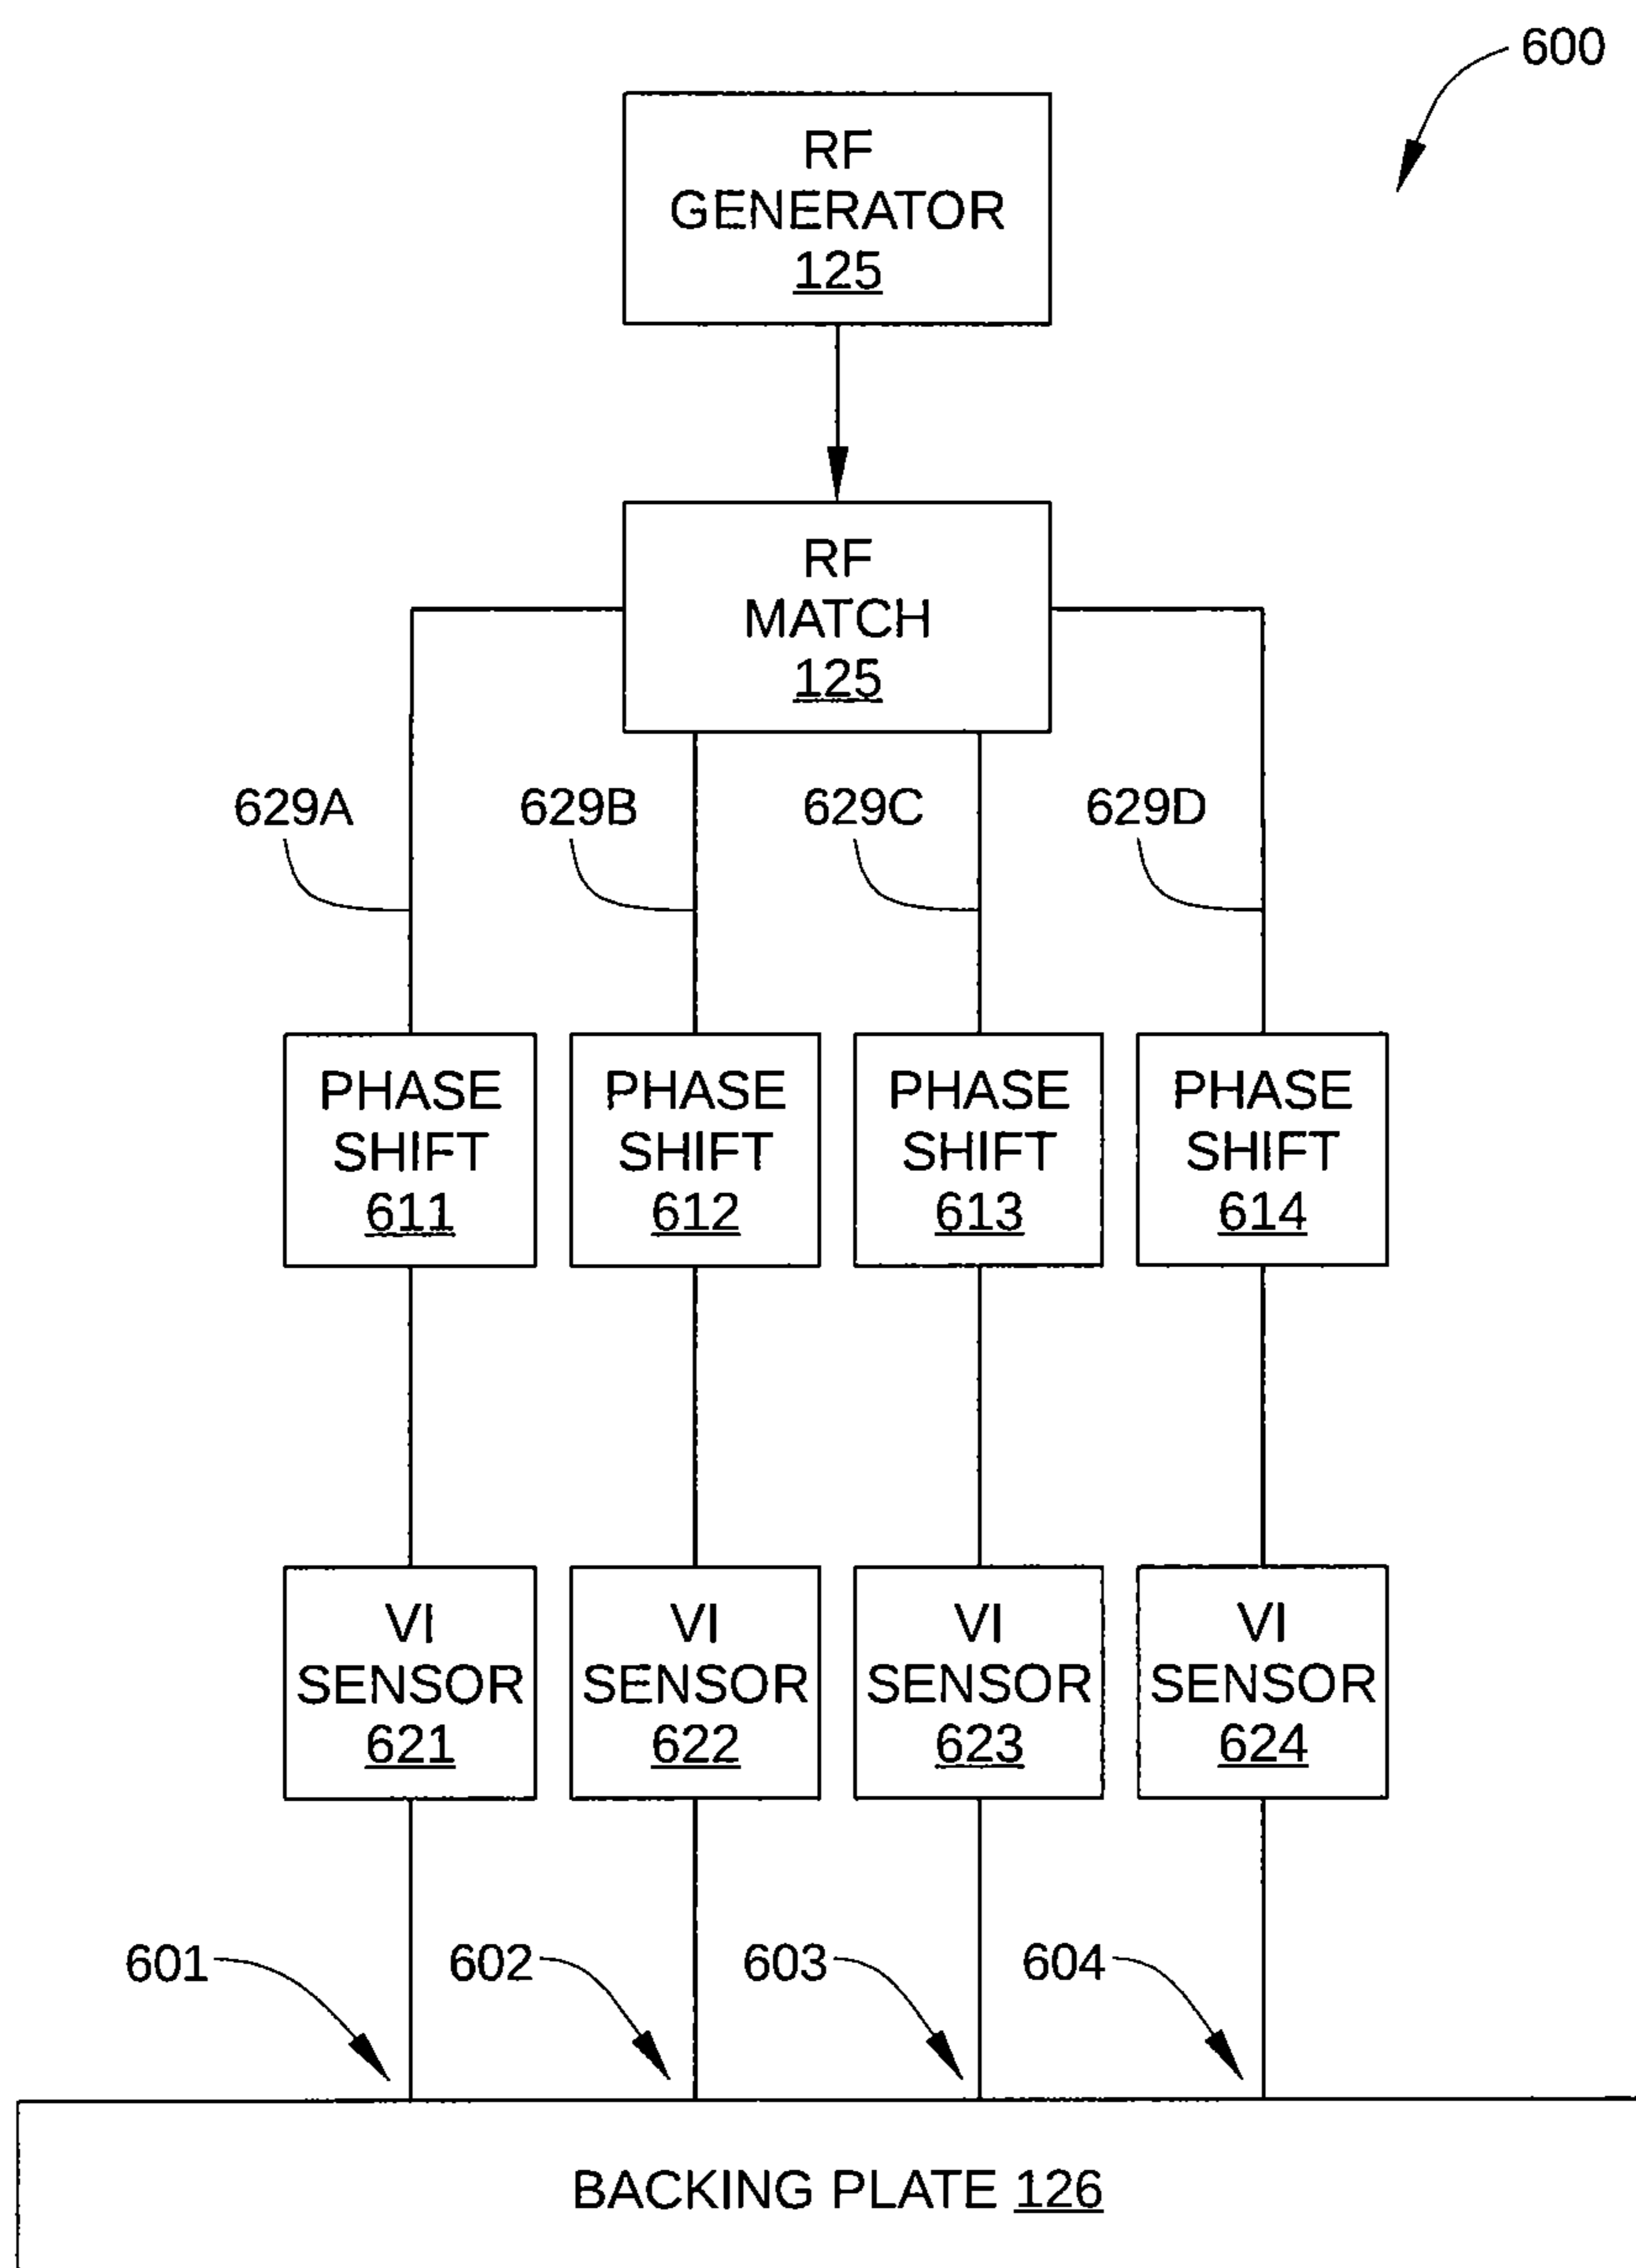 600
RF
GENERATOR
125
RF
MATCH
125
629A
629B
629C
629D
PHASE
SHIFT
611
PHASE
SHIFT
612
PHASE
SHIFT
613
PHASE
SHIFT
614
VI
SENSOR
621
VI
SENSOR
622
VI
SENSOR
623
VI
SENSOR
624
601
602
603
604
BACKING PLATE 126